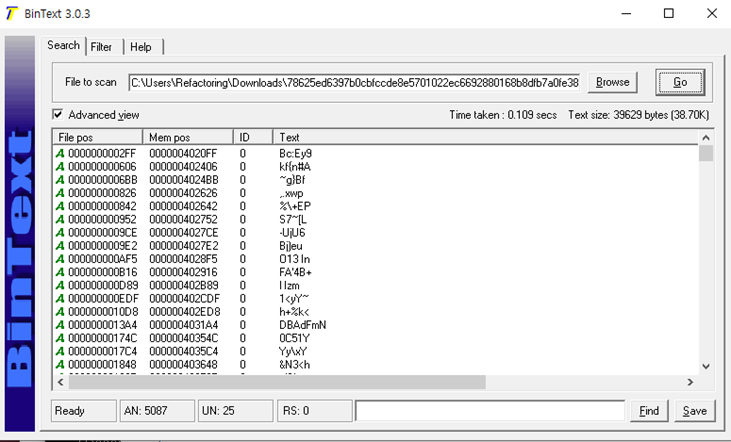 BinText 3.0.3
Search Filter Help
File to scan C:\Users\Refactoring\Downloads\78625ed6397b0cbfccde8e5701022ec6692880168b8dfb7a0fe38 Browse Go
Advanced view Time taken : 0.109 secs Text size: 39629 bytes (38.70K)
File pos Mem pos ID Text
A 0000000002FF 0000004020FF 0 Bc:Ey9
A 000000000606 000000402406 0 kf{n#A
A 0000000006BB 0000004024BB 0 ~g}Bf
A 000000000826 000000402626 0 ,.xwp
A 000000000842 000000402642 0 %\+EP
A 000000000952 000000402752 0 S7~[L
A 0000000009CE 0000004027CE 0 -UjU6
A 0000000009E2 0000004027E2 0 Bj)eu
A 000000000AF5 0000004028F5 0 O13 In
A 000000000B16 000000402916 0 FA'4B+
A 000000000D89 000000402B89 0 I Izm
A 000000000EDF 000000402CDF 0 1<yY~
A 0000000010D8 000000402ED8 0 h+%k<
A 0000000013A4 0000004031A4 0 DBAdFmN
A 00000000174C 00000040354C 0 0C51Y
A 0000000017C4 0000004035C4 0 Yy\xY
A 000000001848 000000403648 0 &N3<h
Ready AN: 5087 UN: 25 RS: 0 Find Save
BinText